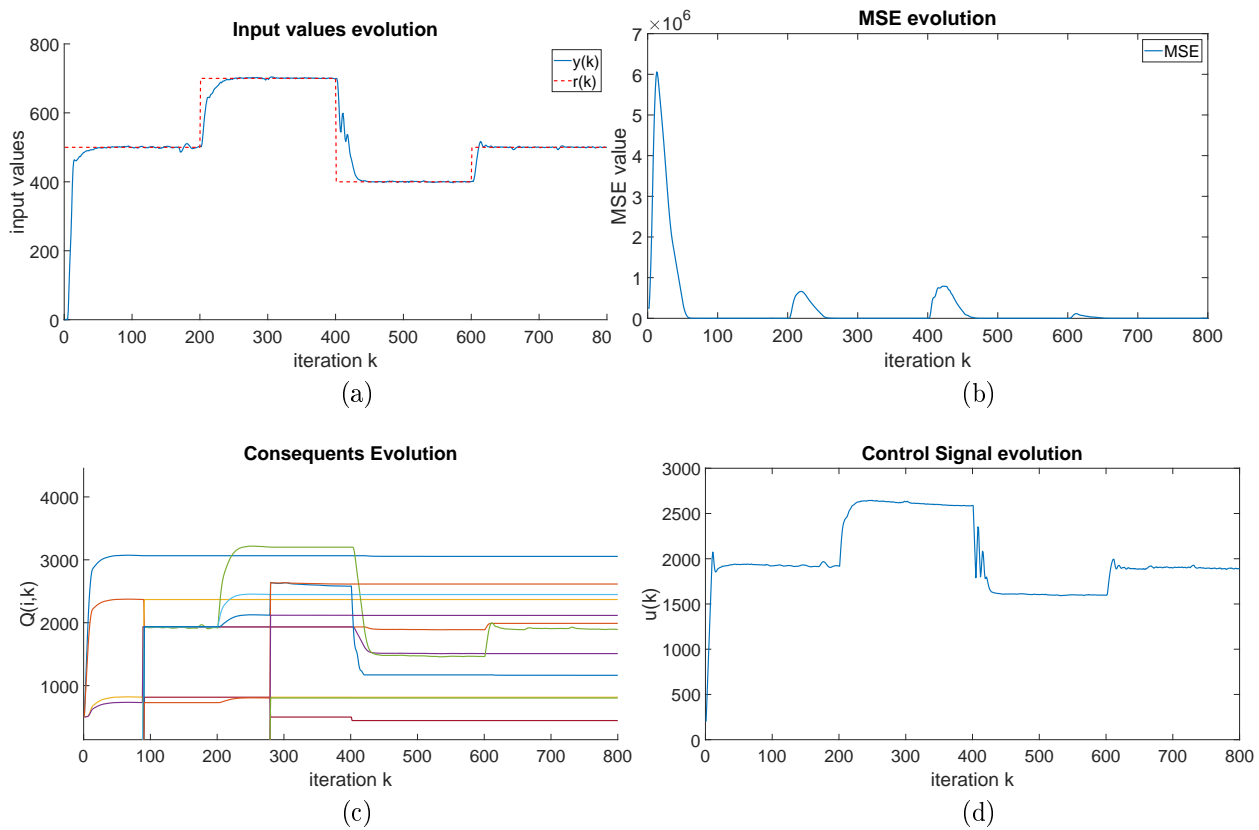 Input values evolution
800
600
400
200
0
input values
0 100 200 300 400 500 600 700 80
iteration k
y(k)
r(k)
(a)
MSE evolution
×10^6
7
6
5
4
3
2
1
0
MSE value
0 100 200 300 400 500 600 700 800
iteration k
MSE
(b)
Consequents Evolution
4000
3000
2000
1000
Q(i,k)
0 100 200 300 400 500 600 700 800
iteration k
(c)
Control Signal evolution
3000
2500
2000
1500
1000
500
0
u(k)
0 100 200 300 400 500 600 700 800
iteration k
(d)